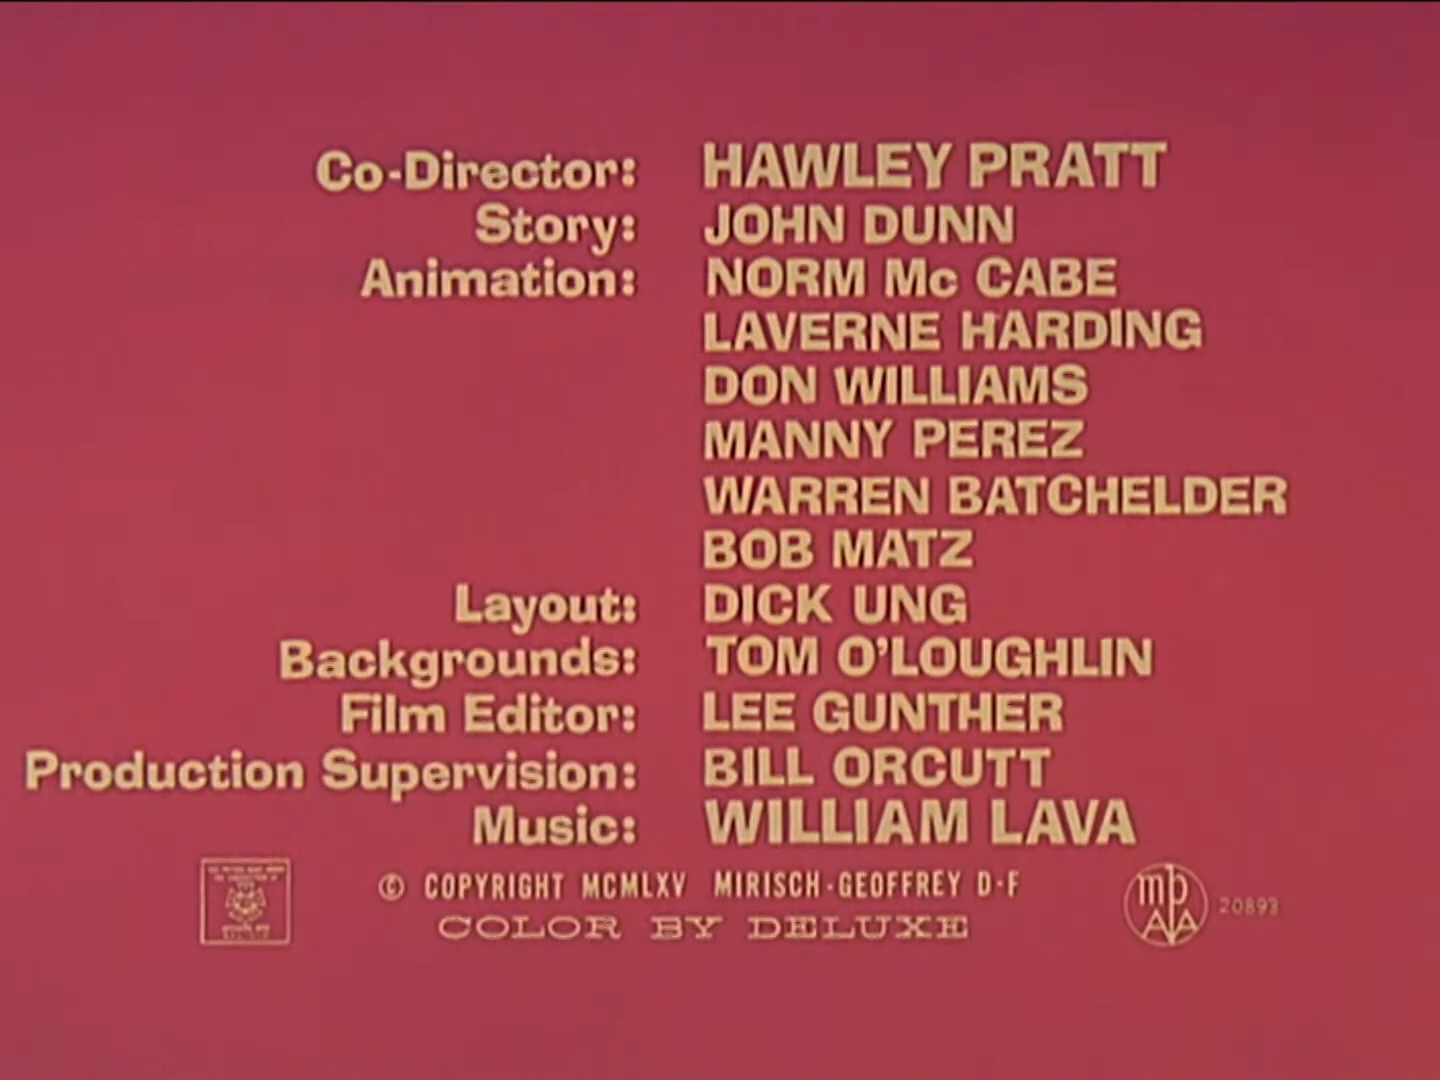 Co-Director: HAWLEY PRATT
Story: JOHN DUNN
Animation: NORM Mc CABE
LAVERNE HARDING
DON WILLIAMS
MANNY PEREZ
WARREN BATCHELDER
BOB MATZ
Layout: DICK UNG
Backgrounds: TOM O'LOUGHLIN
Film Editor: LEE GUNTHER
Production Supervision: BILL ORCUTT
Music: WILLIAM LAVA
© COPYRIGHT MCMLXV MIRISCH-GEOFFREY D-F
COLOR BY DELUXE
mp AA 20893